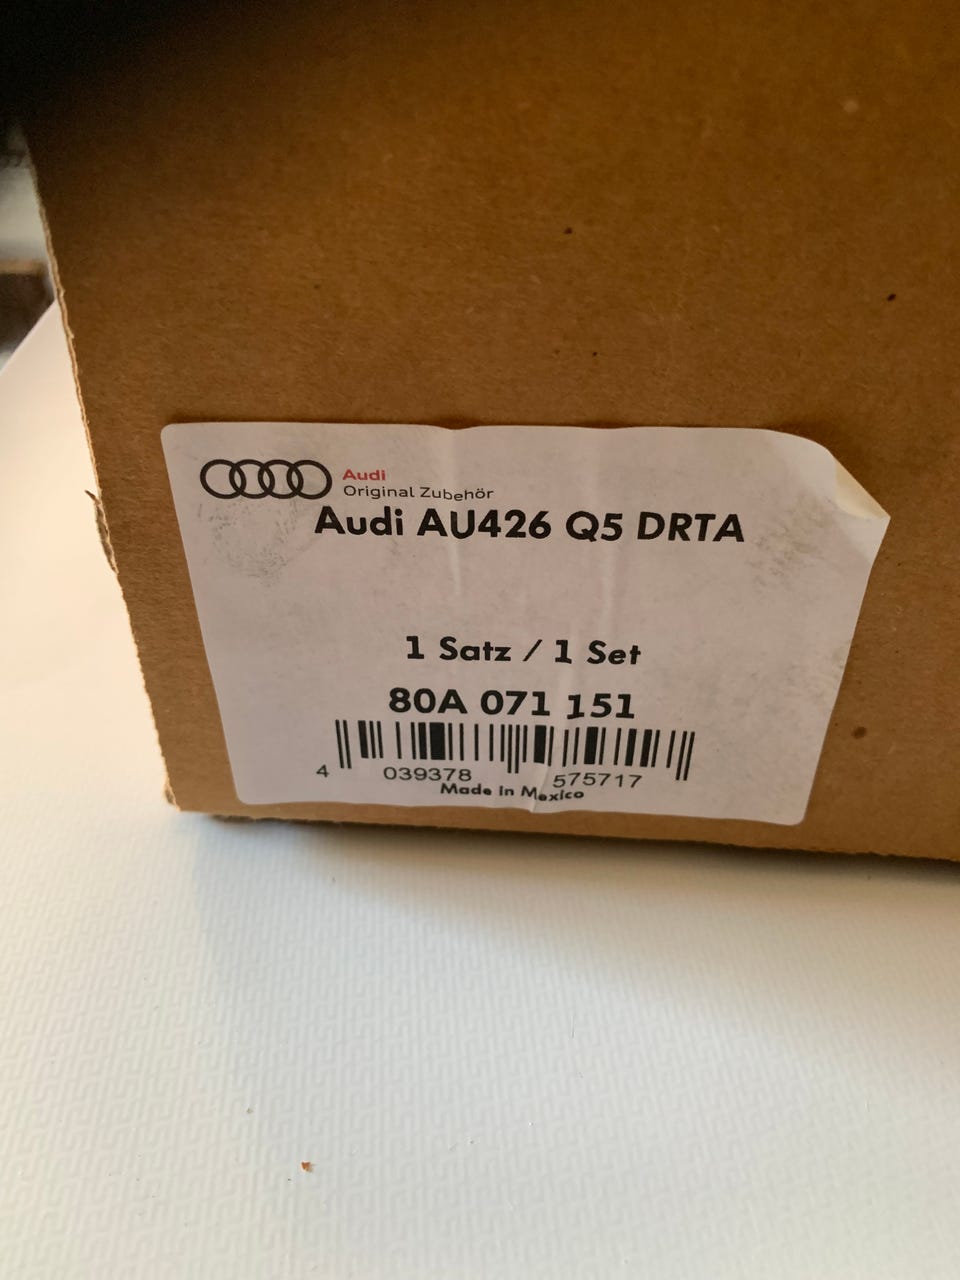 Audi
Original Zubehör
Audi AU426 Q5 DRTA
1 Satz / 1 Set
80A 071 151
4 039378 575717
Made in Mexico